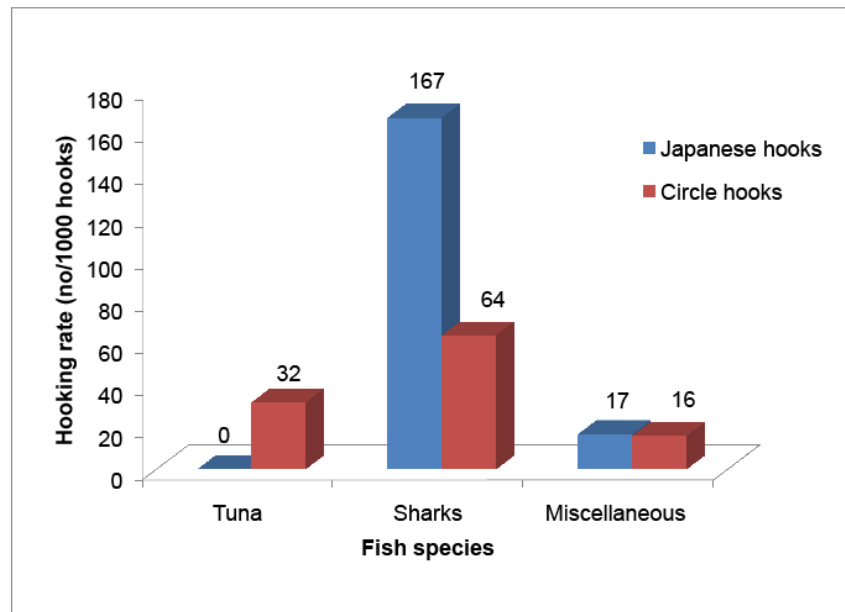 167
180
160
140
120
100
80
60
40
20
0
Hooking rate (no/1000 hooks)
Japanese hooks
Circle hooks
64
32
0
17
16
Tuna
Sharks
Miscellaneous
Fish species